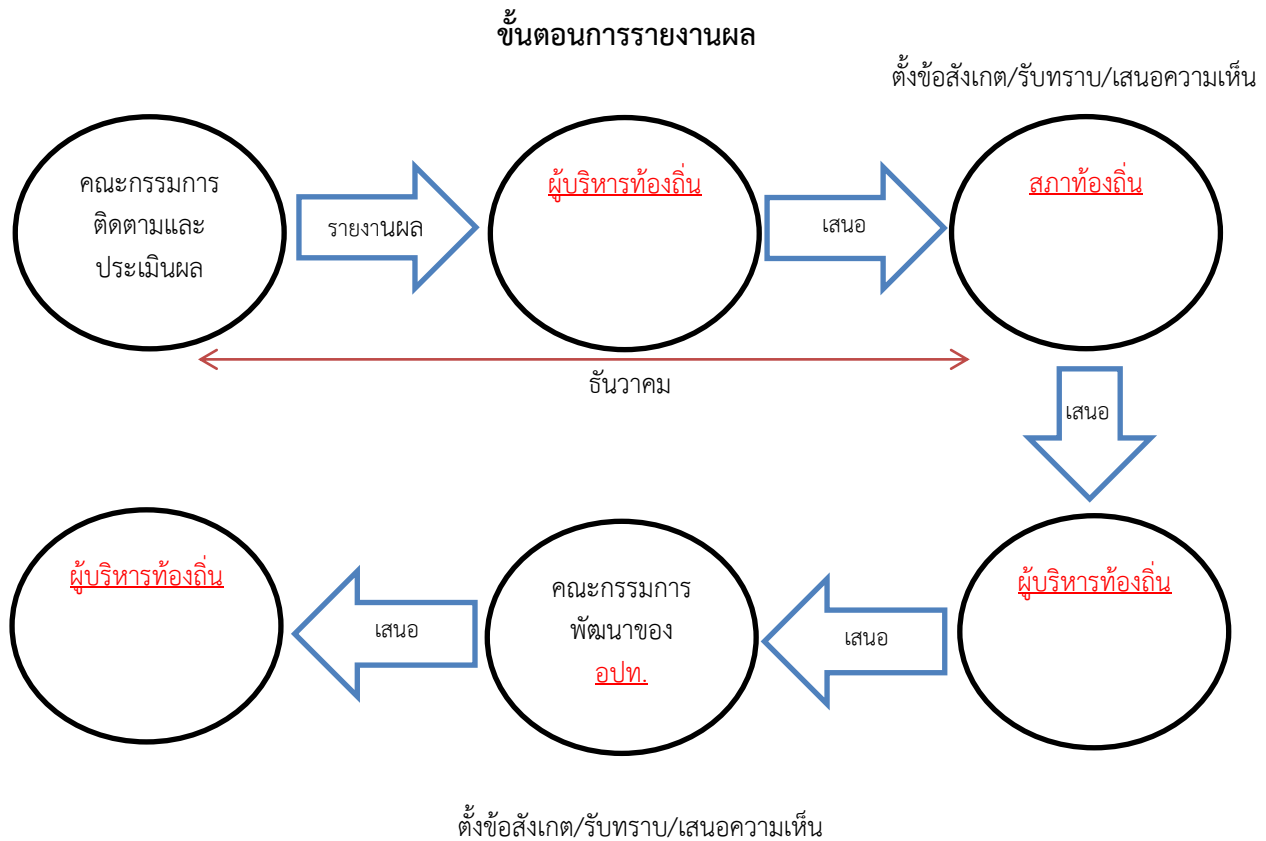 ขั้นตอนการรายงานผล
ตั้งข้อสังเกต/รับทราบ/เสนอความเห็น
คณะกรรมการ
ติดตามและ
ประเมินผล
รายงานผล
ผู้บริหารท้องถิ่น
เสนอ
สภาท้องถิ่น
ธันวาคม
เสนอ
ผู้บริหารท้องถิ่น
เสนอ
คณะกรรมการ
พัฒนาของ
อปท.
เสนอ
ผู้บริหารท้องถิ่น
ตั้งข้อสังเกต/รับทราบ/เสนอความเห็น